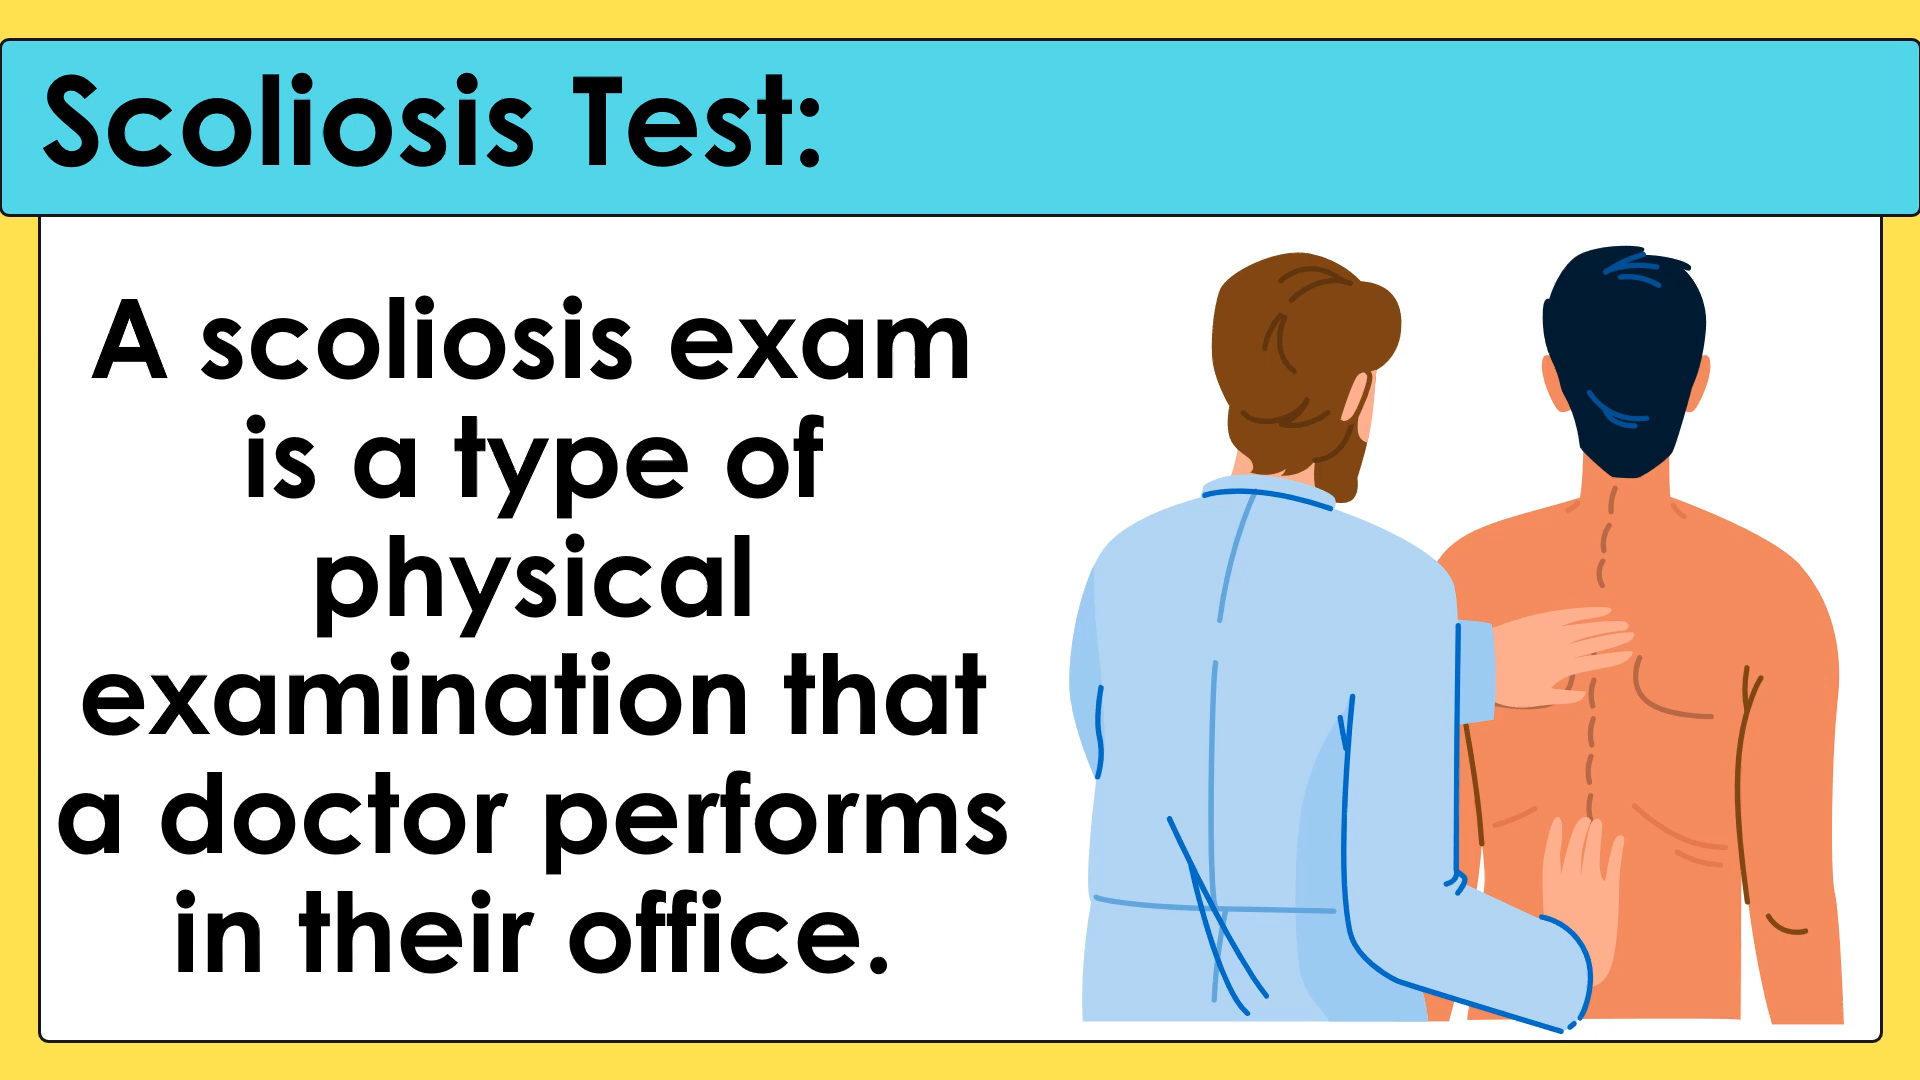 Scoliosis Test:
A scoliosis exam
is a type of
physical
examination that
a doctor performs
in their office.